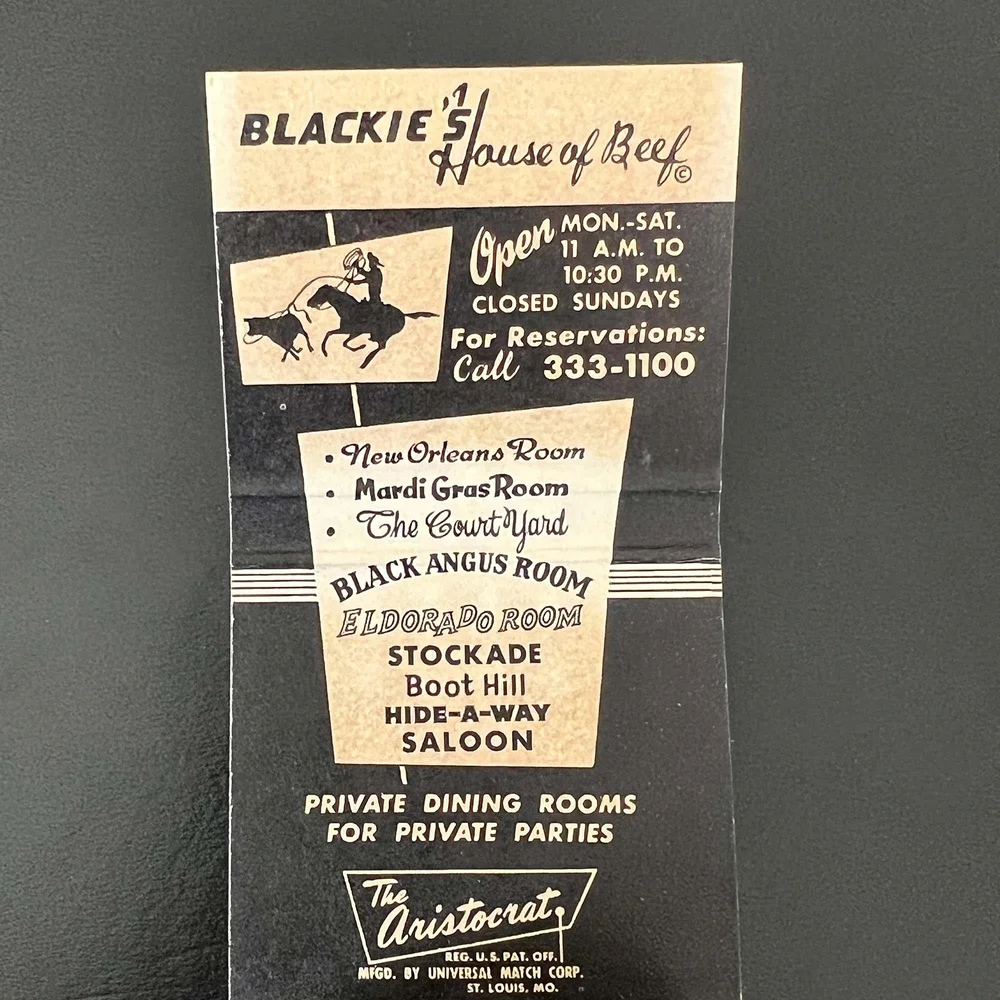 BLACKIE'S
House of Beef ©
Open MON.-SAT.
11 A.M. TO
10:30 P.M.
CLOSED SUNDAYS
For Reservations:
Call 333-1100
• New Orleans Room
• Mardi Gras Room
• The Court Yard
BLACK ANGUS ROOM
ELDORADO ROOM
STOCKADE
Boot Hill
HIDE-A-WAY
SALOON
PRIVATE DINING ROOMS
FOR PRIVATE PARTIES
The
Aristocrat
REG. U.S. PAT. OFF.
MFGD. BY UNIVERSAL MATCH CORP.
ST. LOUIS, MO.